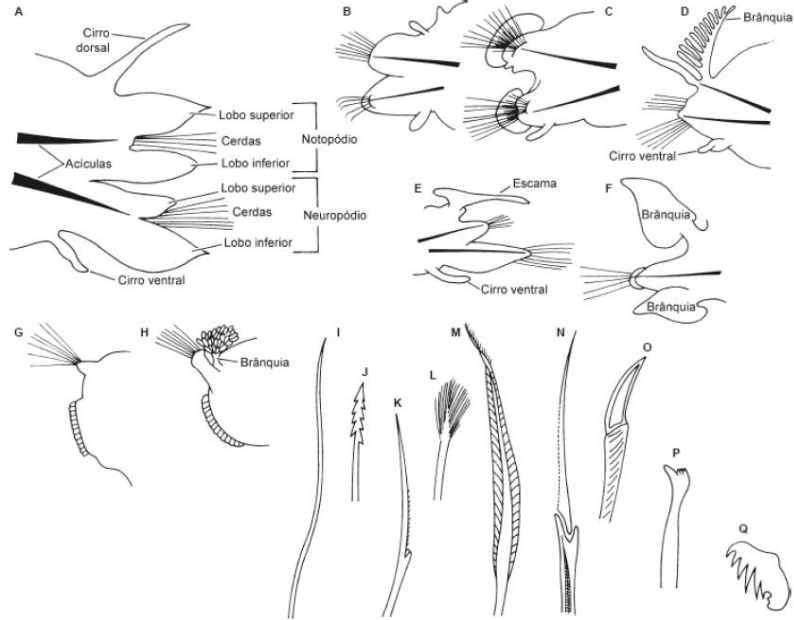 A
Cirro
dorsal
Lobo superior
Cerdas
Notopódio
Lobo inferior
Acículas
Lobo superior
Cerdas
Neuropódio
Lobo inferior
Cirro ventral
B
C
D
Brânquia
Cirro ventral
E
Escama
Cirro ventral
F
Brânquia
Brânquia
G
H
Brânquia
I
J
K
L
M
N
O
P
Q